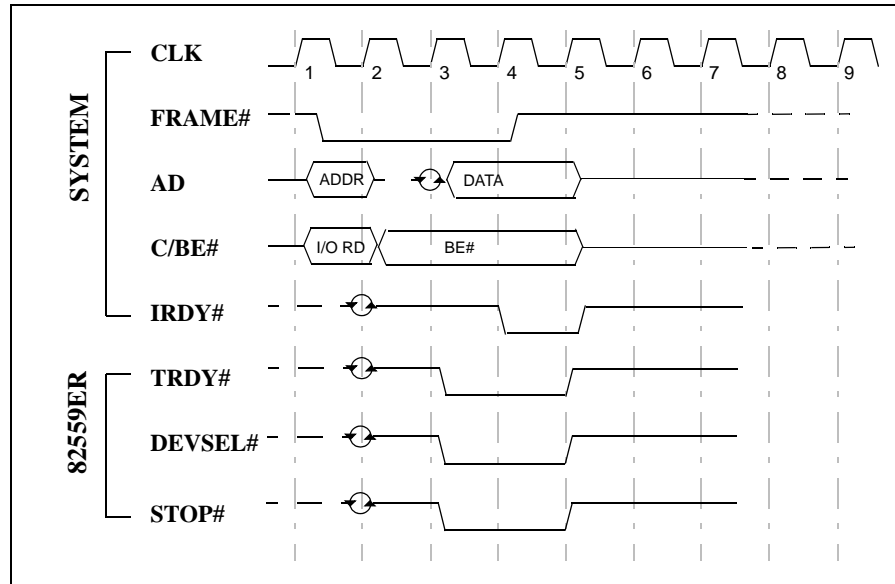 SYSTEM
CLK
1 2 3 4 5 6 7 8 9
FRAME#
AD
ADDR DATA
C/BE#
I/O RD BE#
IRDY#
82559ER
TRDY#
DEVSEL#
STOP#